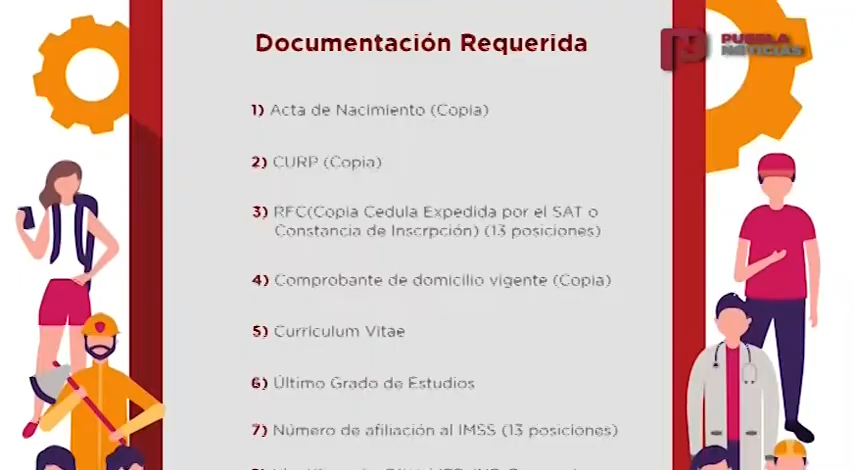 Documentación Requerida
PUEBLA
NOTICIAS
1) Acta de Nacimiento (Copia)
2) CURP (Copia)
3) RFC(Copia Cedula Expedida por el SAT o
Constancia de Inscrpción) (13 posiciones)
4) Comprobante de domicilio vigente (Copia)
5) Curriculum Vitae
6) Último Grado de Estudios
7) Número de afiliación al IMSS (13 posiciones)